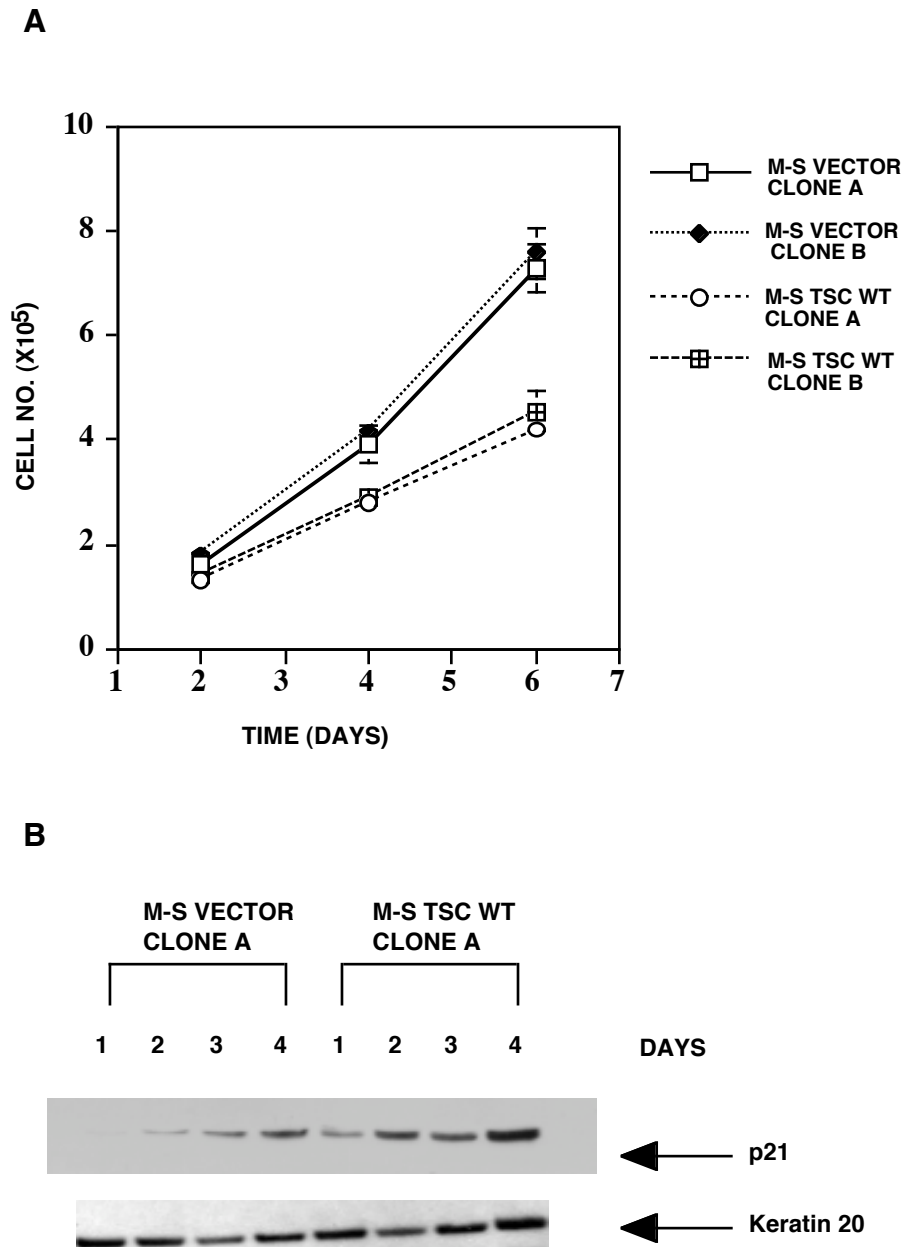 A
10
8
6
4
2
0
1 2 3 4 5 6 7
CELL NO. (X10⁵)
TIME (DAYS)
M-S VECTOR
CLONE A
M-S VECTOR
CLONE B
M-S TSC WT
CLONE A
M-S TSC WT
CLONE B
B
M-S VECTOR
CLONE A
M-S TSC WT
CLONE A
1 2 3 4 1 2 3 4 DAYS
p21
Keratin 20